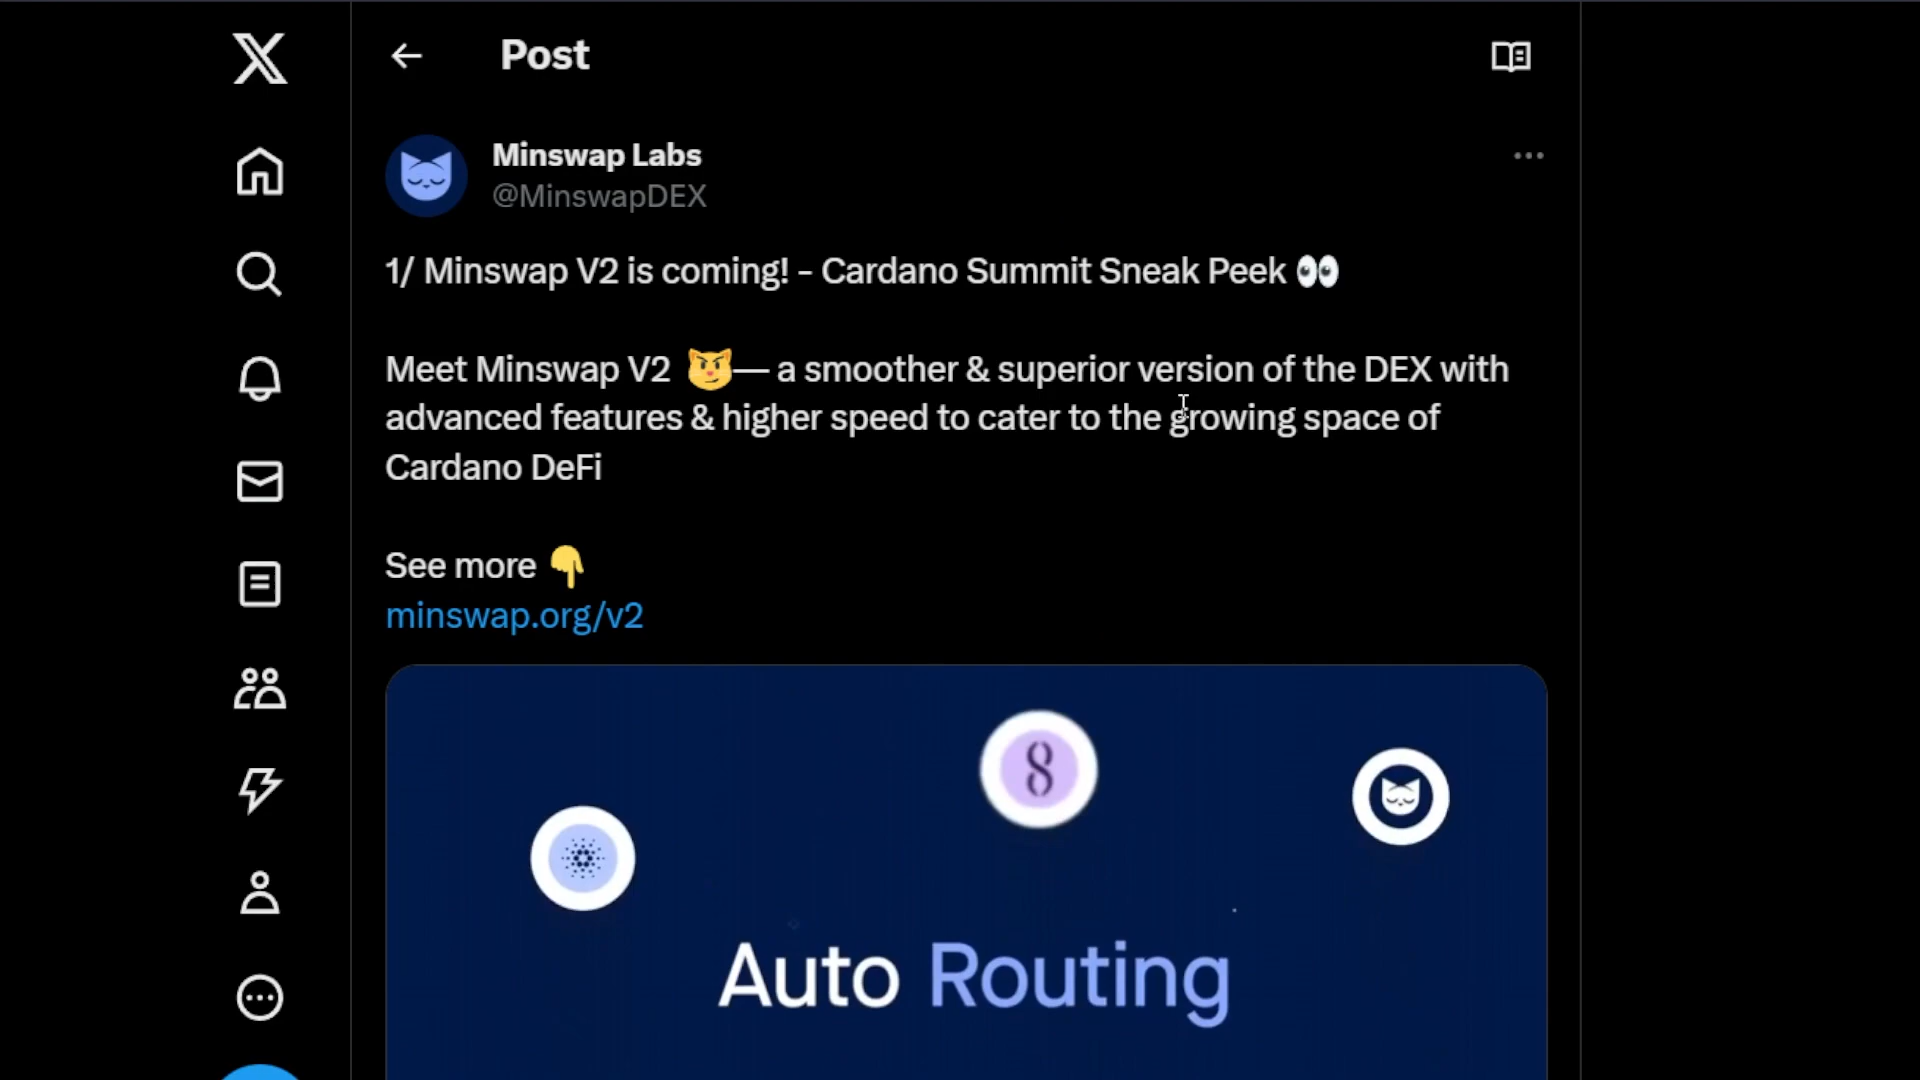 Post
Minswap Labs
@MinswapDEX
1/ Minswap V2 is coming! - Cardano Summit Sneak Peek 👀
Meet Minswap V2 😼— a smoother & superior version of the DEX with
advanced features & higher speed to cater to the growing space of
Cardano DeFi
See more 👇
minswap.org/v2
Auto Routing